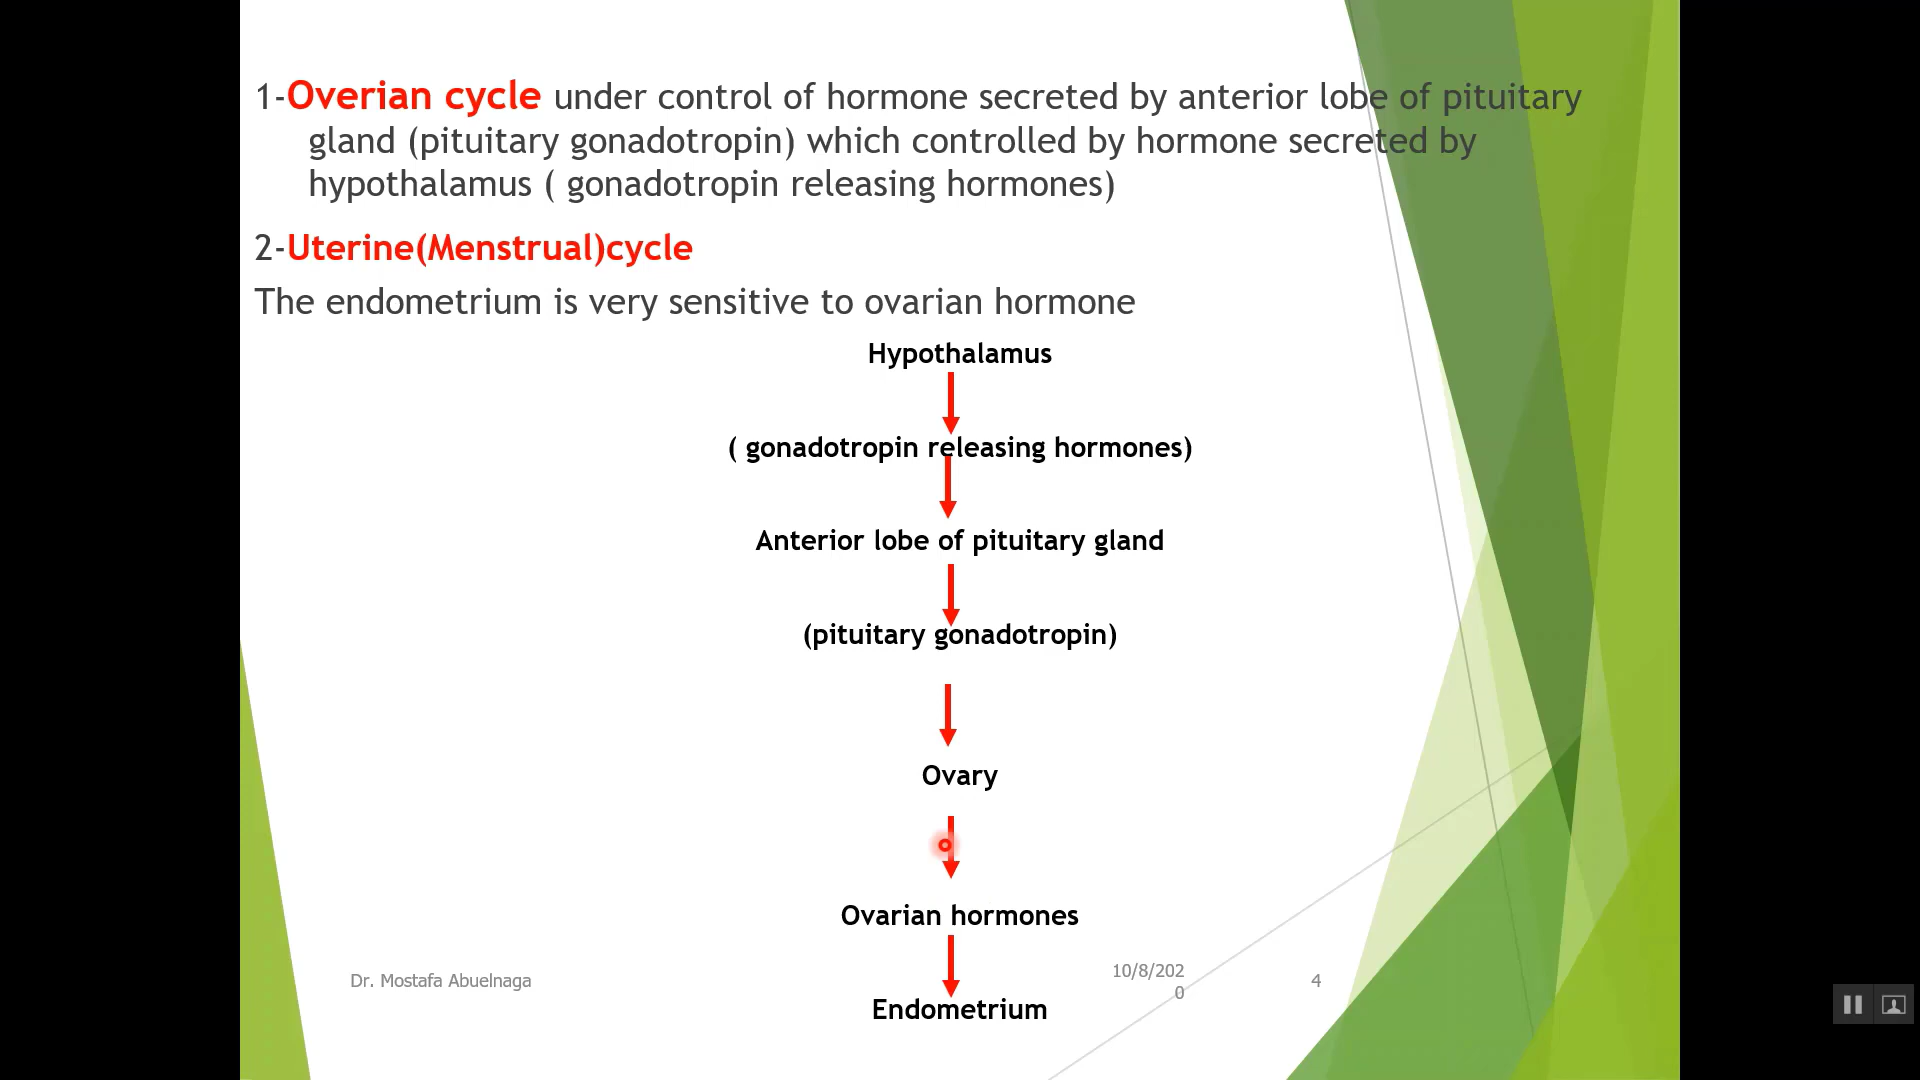 1-Overian cycle under control of hormone secreted by anterior lobe of pituitary
gland (pituitary gonadotropin) which controlled by hormone secreted by
hypothalamus ( gonadotropin releasing hormones)
2-Uterine(Menstrual)cycle
The endometrium is very sensitive to ovarian hormone
Hypothalamus
( gonadotropin releasing hormones)
Anterior lobe of pituitary gland
(pituitary gonadotropin)
Ovary
Ovarian hormones
Endometrium
Dr. Mostafa Abuelnaga
10/8/202
0
4